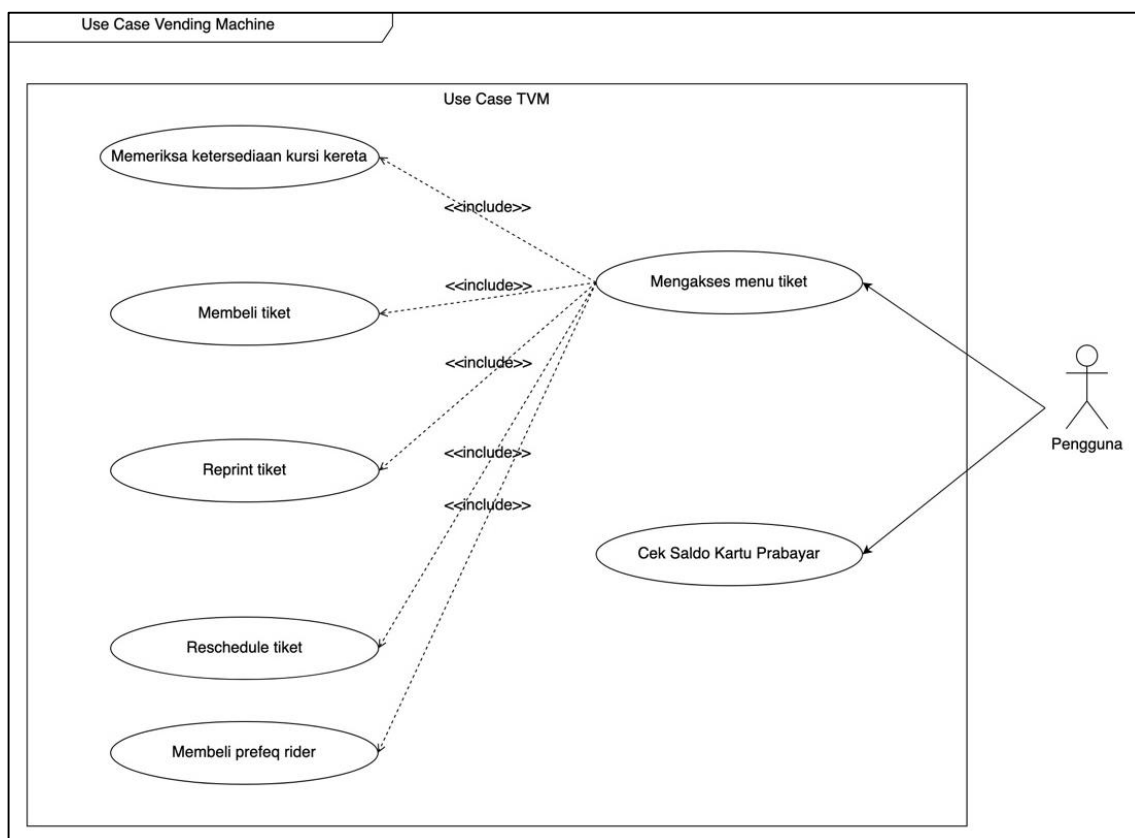 Use Case Vending Machine
Use Case TVM
Memeriksa ketersediaan kursi kereta
<<include>>
Mengakses menu tiket
<<include>>
Membeli tiket
<<include>>
Pengguna
<<include>>
Reprint tiket
<<include>>
Cek Saldo Kartu Prabayar
Reschedule tiket
Membeli prefeq rider